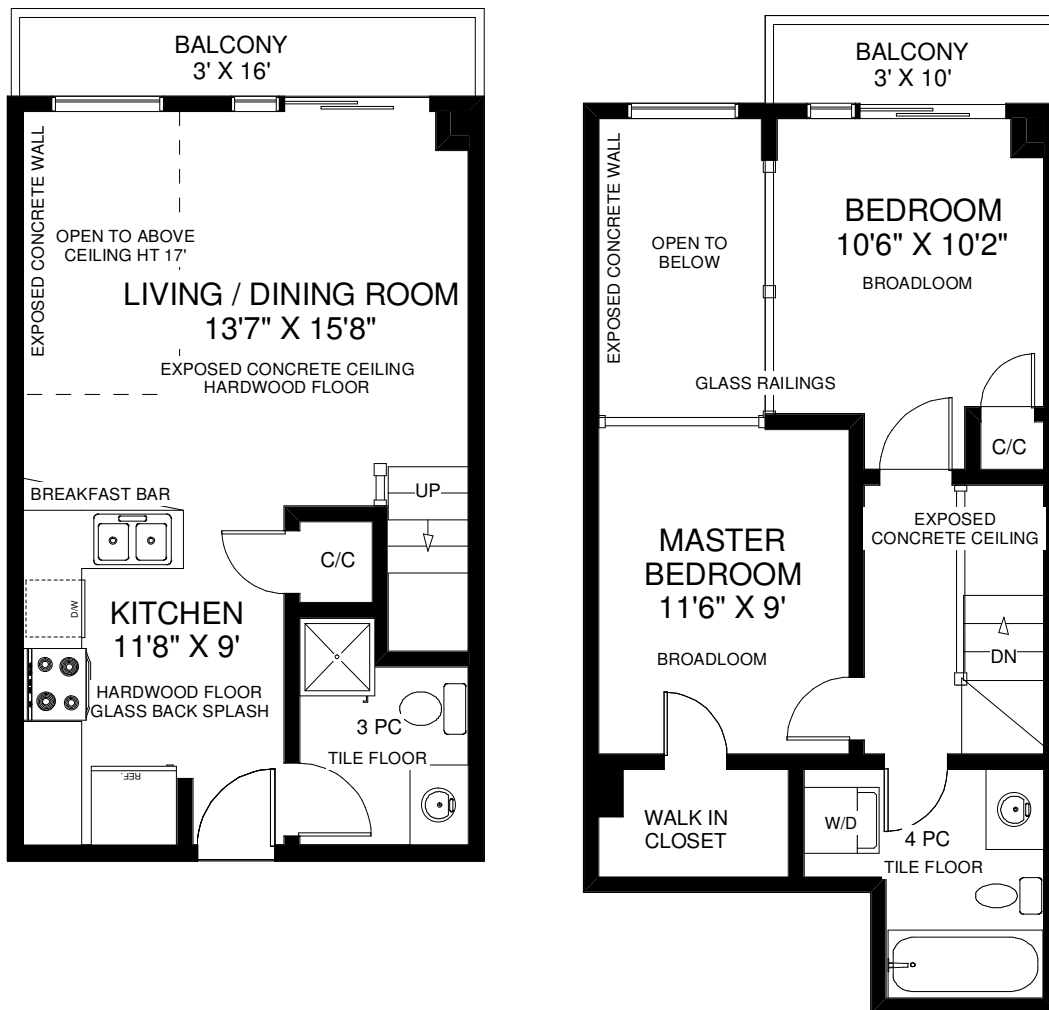 BALCONY
3' X 16'
EXPOSED CONCRETE WALL
OPEN TO ABOVE
CEILING HT 17'
LIVING / DINING ROOM
13'7" X 15'8"
EXPOSED CONCRETE CEILING
HARDWOOD FLOOR
BREAKFAST BAR
UP
C/C
D/W
KITCHEN
11'8" X 9'
HARDWOOD FLOOR
GLASS BACK SPLASH
3 PC
TILE FLOOR
REF.
BALCONY
3' X 10'
EXPOSED CONCRETE WALL
OPEN TO
BELOW
BEDROOM
10'6" X 10'2"
BROADLOOM
GLASS RAILINGS
C/C
EXPOSED
CONCRETE CEILING
MASTER
BEDROOM
11'6" X 9'
BROADLOOM
DN
WALK IN
CLOSET
W/D
4 PC
TILE FLOOR